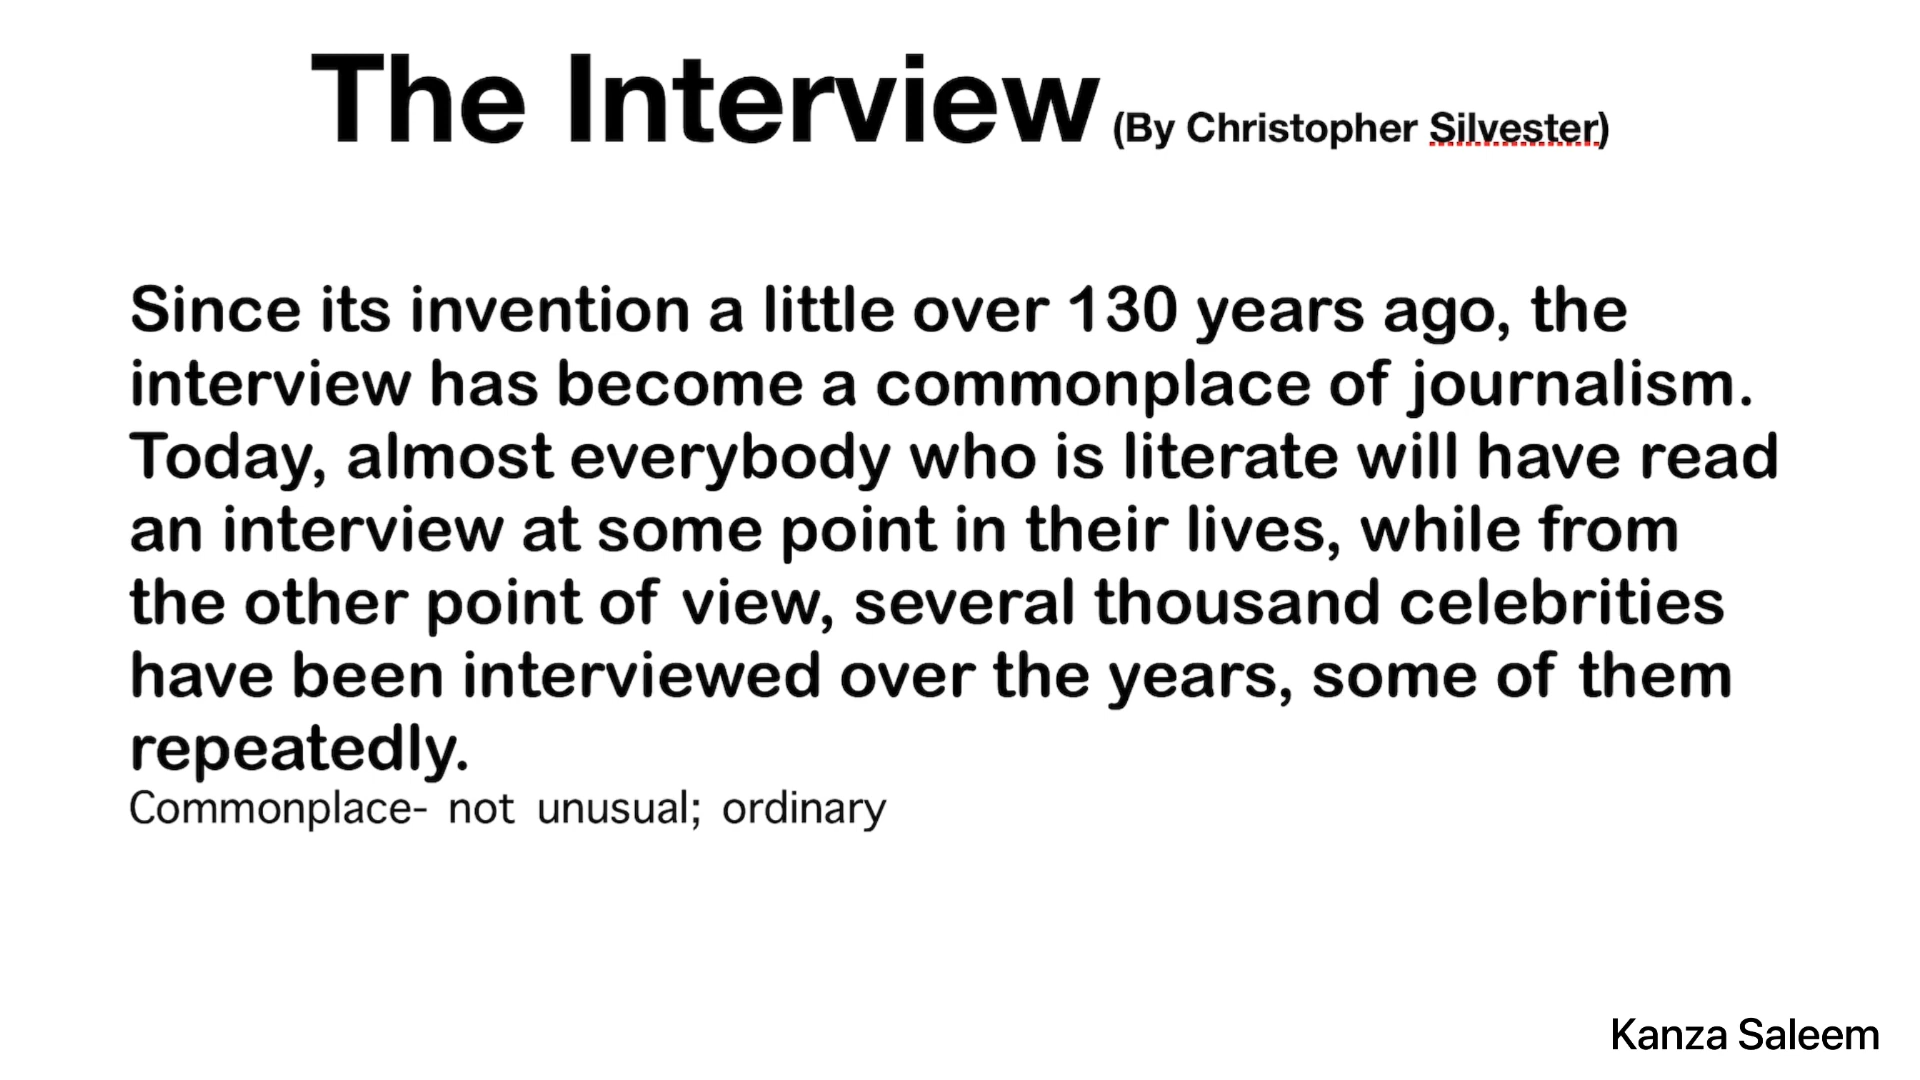 The Interview (By Christopher Silvester)
Since its invention a little over 130 years ago, the
interview has become a commonplace of journalism.
Today, almost everybody who is literate will have read
an interview at some point in their lives, while from
the other point of view, several thousand celebrities
have been interviewed over the years, some of them
repeatedly.
Commonplace- not unusual; ordinary
Kanza Saleem